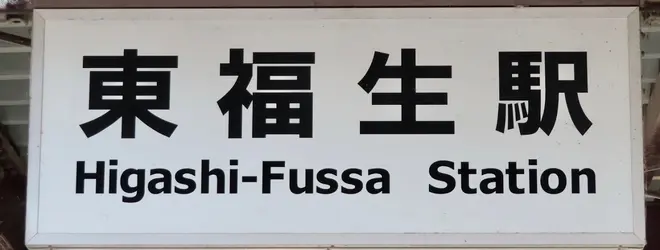 東福生駅
Higashi-Fussa Station